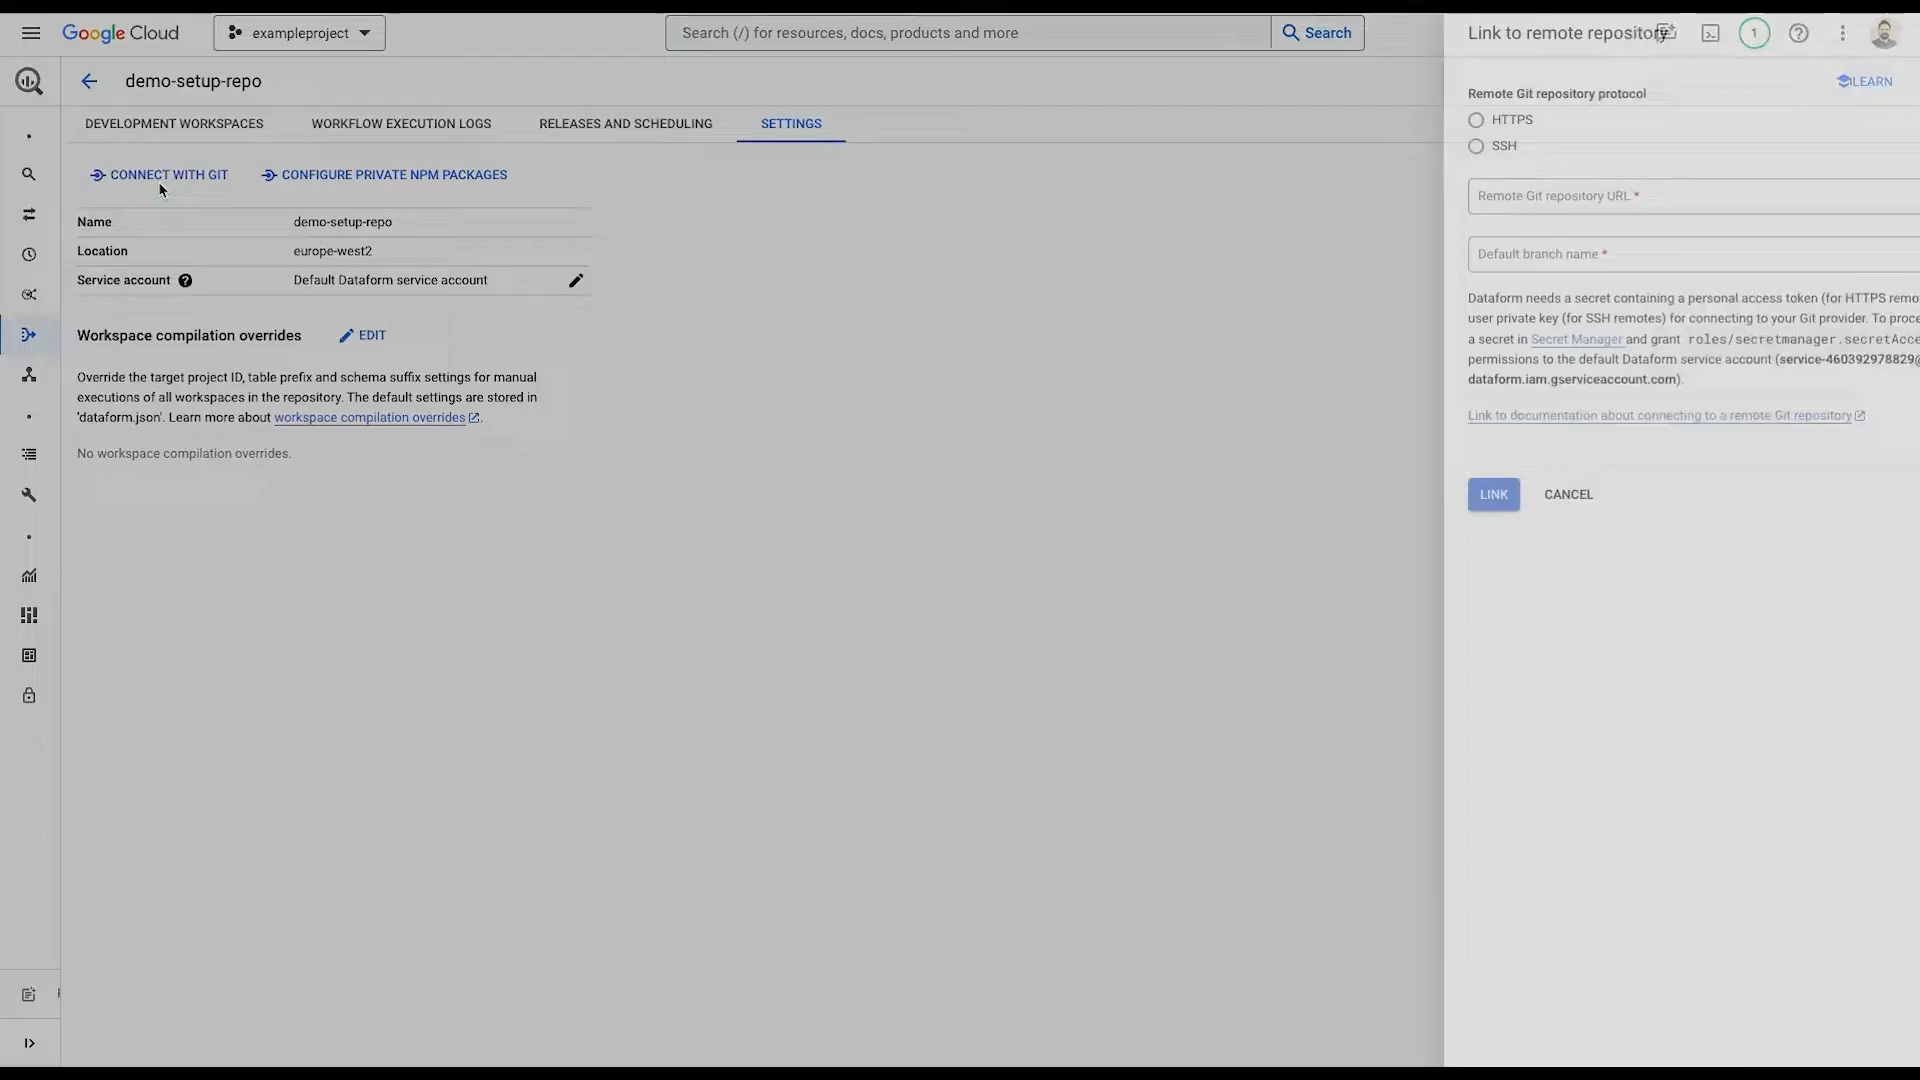 Google Cloud
exampleproject
Search (/) for resources, docs, products and more
Search
Link to remote repository
1
demo-setup-repo
LEARN
DEVELOPMENT WORKSPACES
WORKFLOW EXECUTION LOGS
RELEASES AND SCHEDULING
SETTINGS
CONNECT WITH GIT
CONFIGURE PRIVATE NPM PACKAGES
Name demo-setup-repo
Location europe-west2
Service account Default Dataform service account
Workspace compilation overrides
EDIT
Override the target project ID, table prefix and schema suffix settings for manual
executions of all workspaces in the repository. The default settings are stored in
'dataform.json'. Learn more about workspace compilation overrides.
No workspace compilation overrides.
Remote Git repository protocol
HTTPS
SSH
Remote Git repository URL *
Default branch name *
Dataform needs a secret containing a personal access token (for HTTPS remo
user private key (for SSH remotes) for connecting to your Git provider. To proce
a secret in Secret Manager and grant roles/secretmanager.secretAcce
permissions to the default Dataform service account (service-460392978829@
dataform.iam.gserviceaccount.com).
Link to documentation about connecting to a remote Git repository
LINK
CANCEL